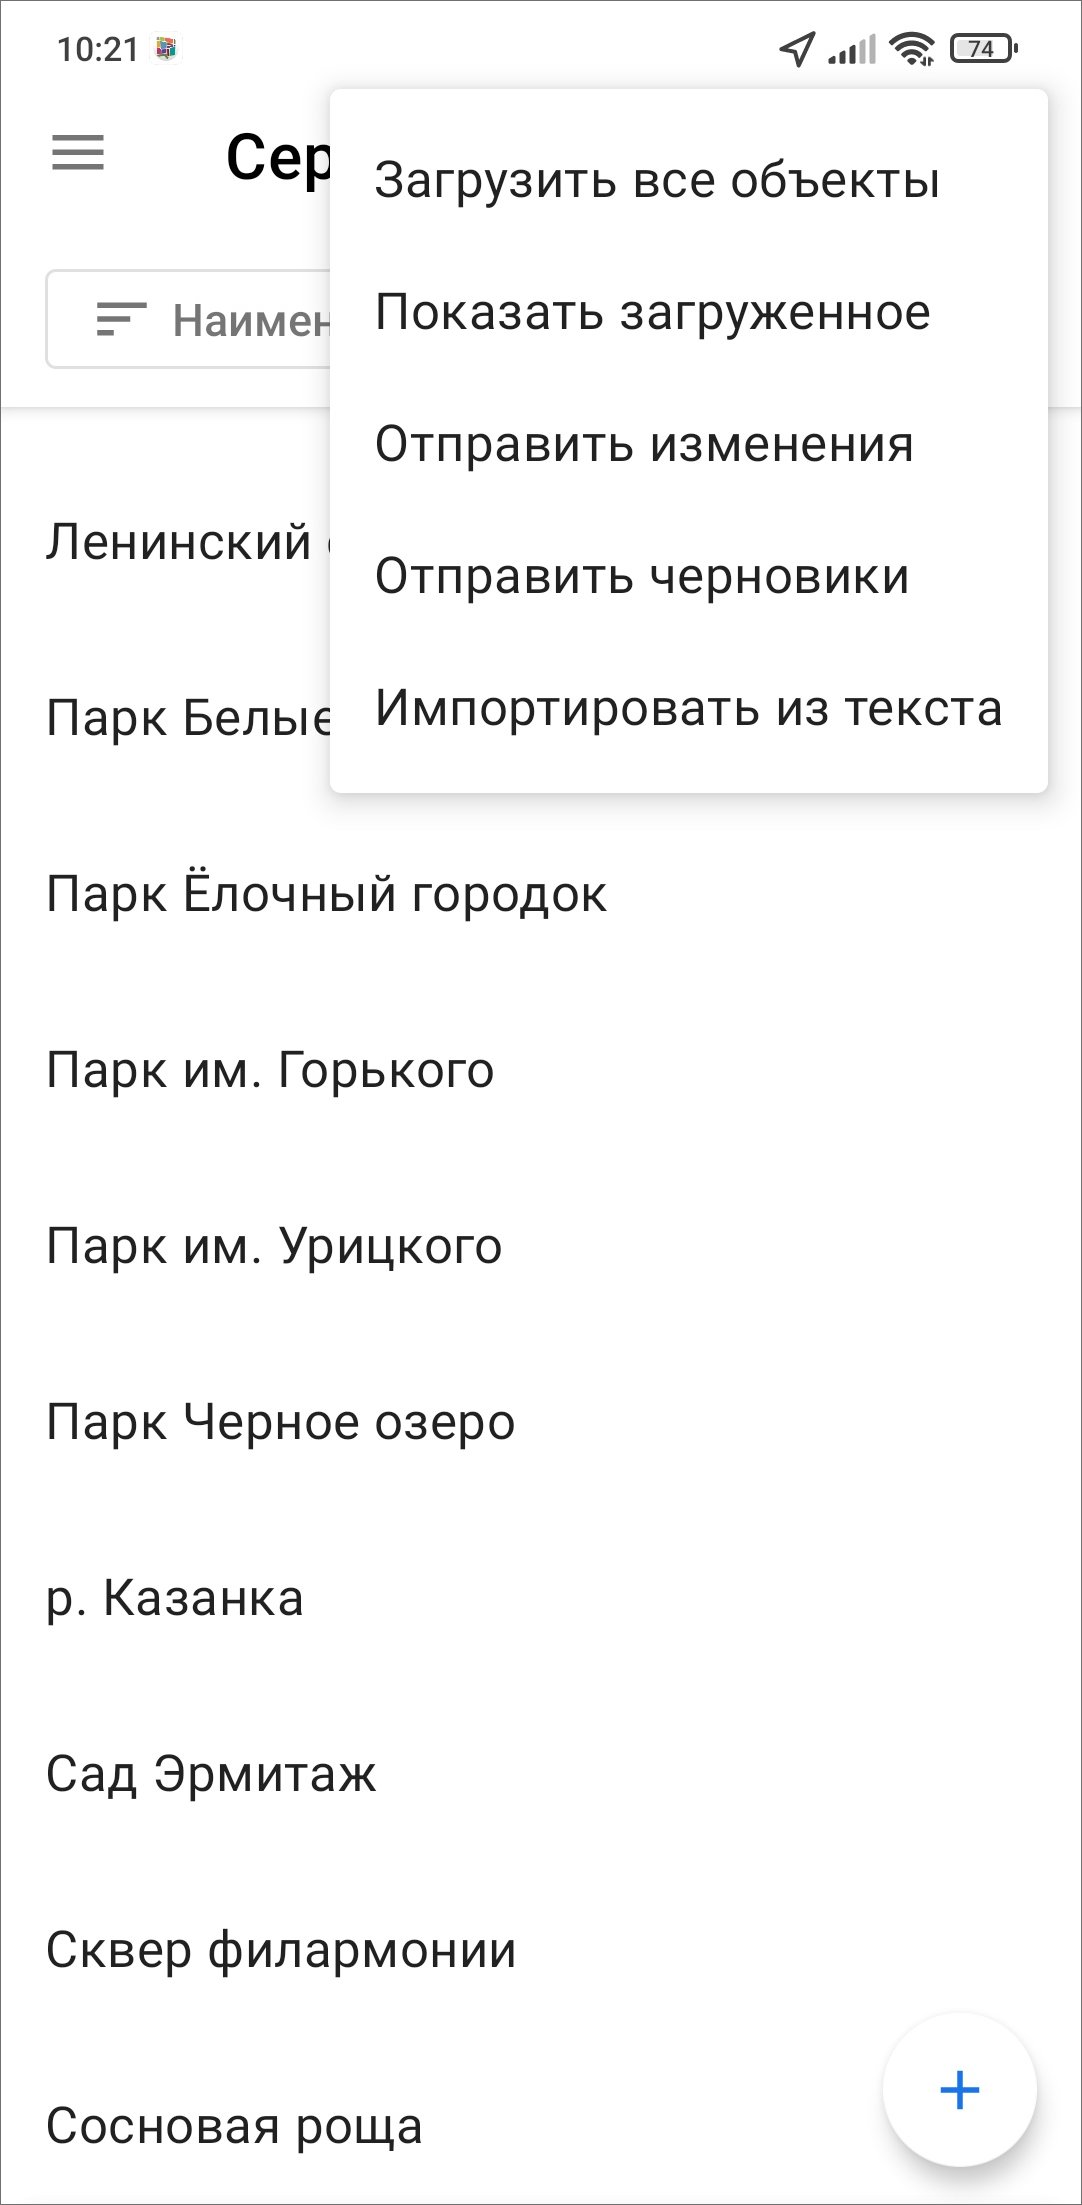 10:21
74
Сер
Наимен
Загрузить все объекты
Показать загруженное
Отправить изменения
Отправить черновики
Импортировать из текста
Ленинский
Парк Белые
Парк Ёлочный городок
Парк им. Горького
Парк им. Урицкого
Парк Черное озеро
р. Казанка
Сад Эрмитаж
Сквер филармонии
Сосновая роща